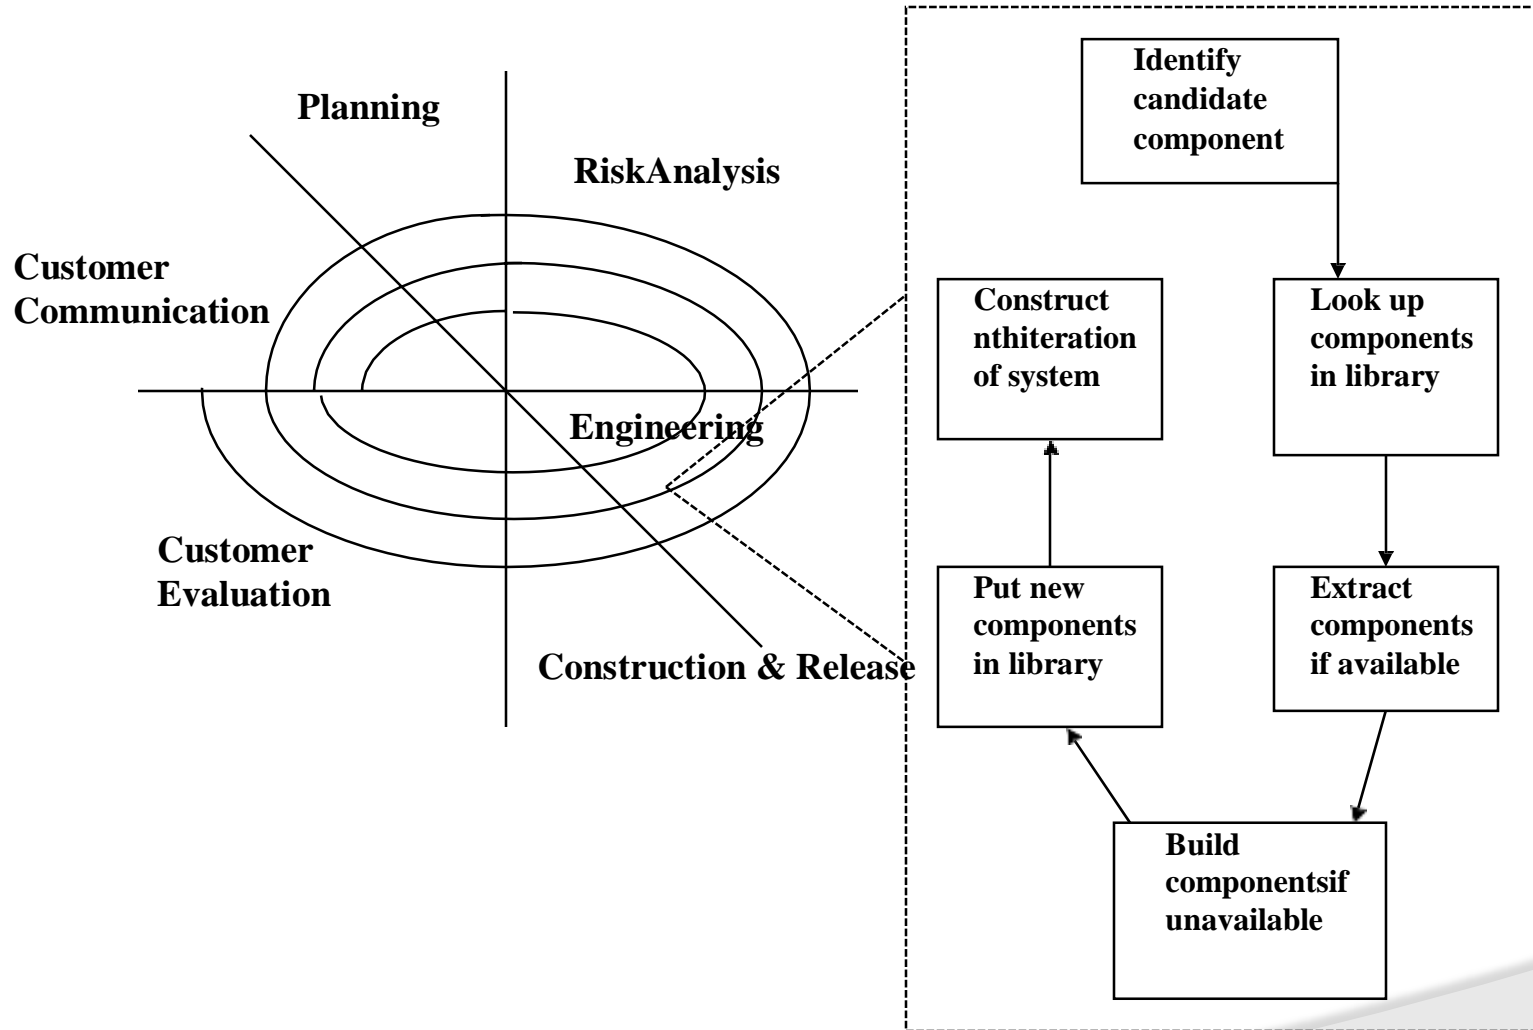 Planning
RiskAnalysis
Customer
Communication
Engineering
Customer
Evaluation
Construction & Release
Identify
candidate
component
Construct
nthiteration
of system
Look up
components
in library
Put new
components
in library
Extract
components
if available
Build
componentsif
unavailable